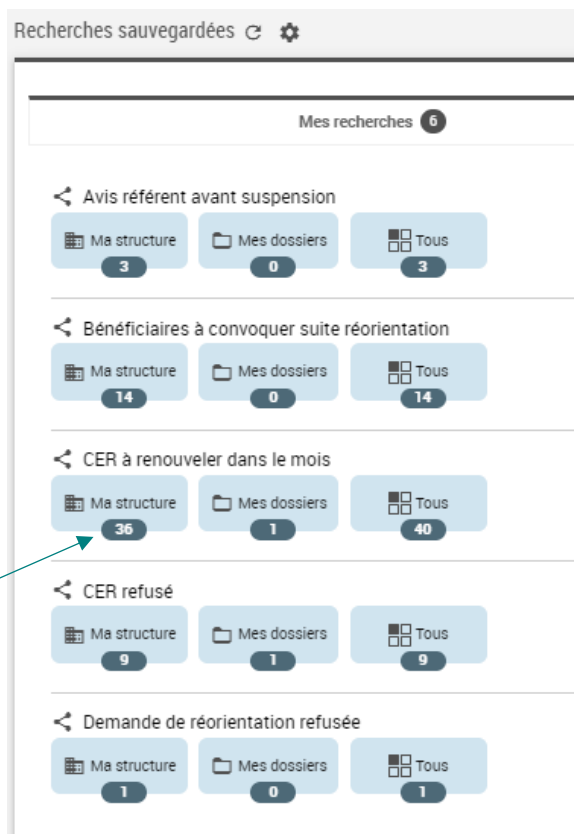 Recherches sauvegardées
Mes recherches 6
Avis référent avant suspension
Ma structure Mes dossiers Tous
3 0 3
Bénéficiaires à convoquer suite réorientation
Ma structure Mes dossiers Tous
14 0 14
CER à renouveler dans le mois
Ma structure Mes dossiers Tous
36 1 40
CER refusé
Ma structure Mes dossiers Tous
9 1 9
Demande de réorientation refusée
Ma structure Mes dossiers Tous
1 0 1